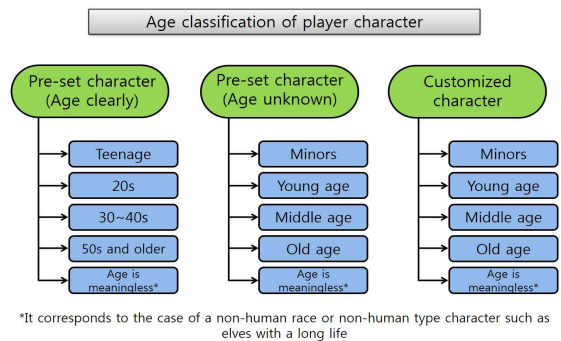 Age classification of player character
Pre-set character
(Age clearly)
Teenage
20s
30~40s
50s and older
Age is
meaningless*
Pre-set character
(Age unknown)
Minors
Young age
Middle age
Old age
Age is
meaningless*
Customized
character
Minors
Young age
Middle age
Old age
Age is
meaningless*
*It corresponds to the case of a non-human race or non-human type character such as
elves with a long life